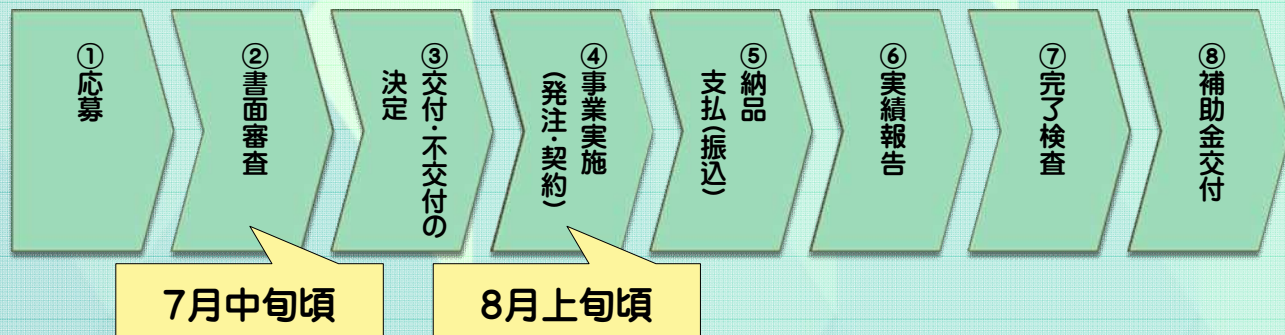 ①応募
②書面審査
③交付・不交付の
決定
④事業実施
(発注・契約)
⑤納品
支払(振込)
⑥実績報告
⑦完了検査
⑧補助金交付
7月中旬頃
8月上旬頃